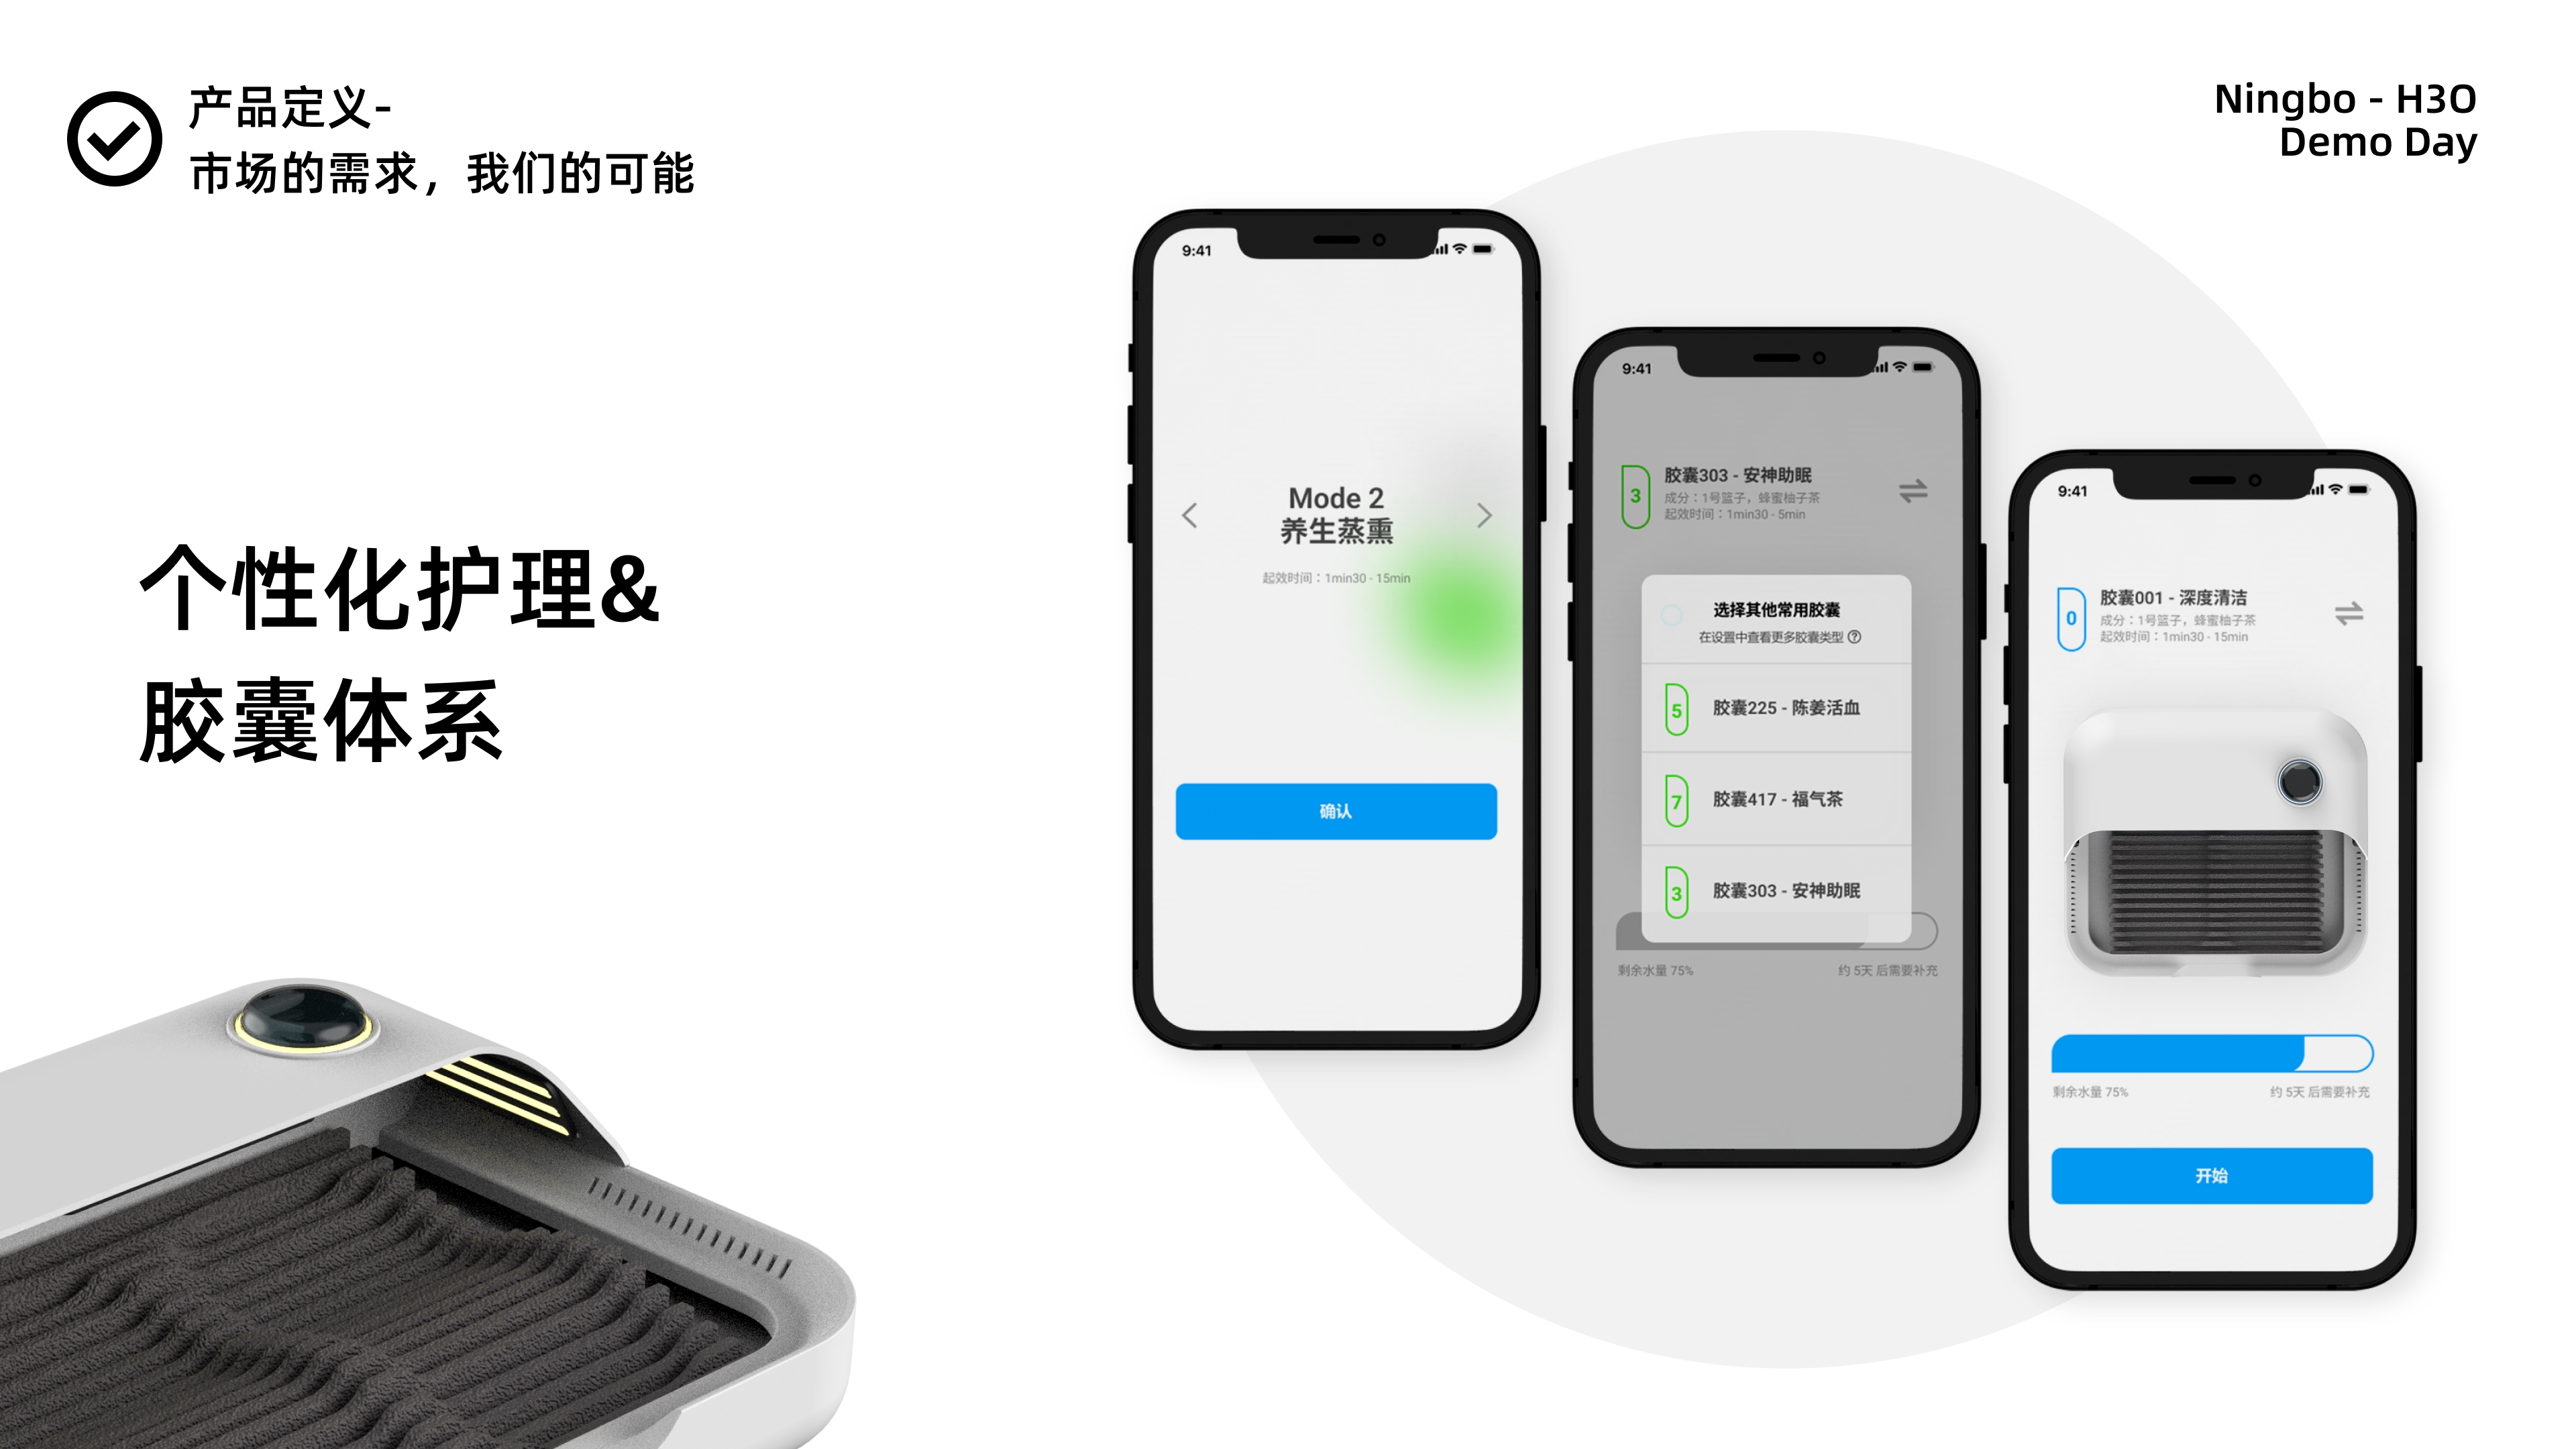 产品定义-
市场的需求，我们的可能
Ningbo - H3O
Demo Day
个性化护理&
胶囊体系
9:41
Mode 2
养生蒸熏
起效时间：1min30 - 15min
确认
9:41
3
胶囊303 - 安神助眠
成分：1号篮子，蜂蜜柚子茶
起效时间：1min30 - 5min
选择其他常用胶囊
在设置中查看更多胶囊类型 ?
5
胶囊225 - 陈姜活血
7
胶囊417 - 福气茶
3
胶囊303 - 安神助眠
剩余水量 75%
约 5天 后需要补充
9:41
0
胶囊001 - 深度清洁
成分：1号篮子，蜂蜜柚子茶
起效时间：1min30 - 15min
剩余水量 75%
约 5天 后需要补充
开始